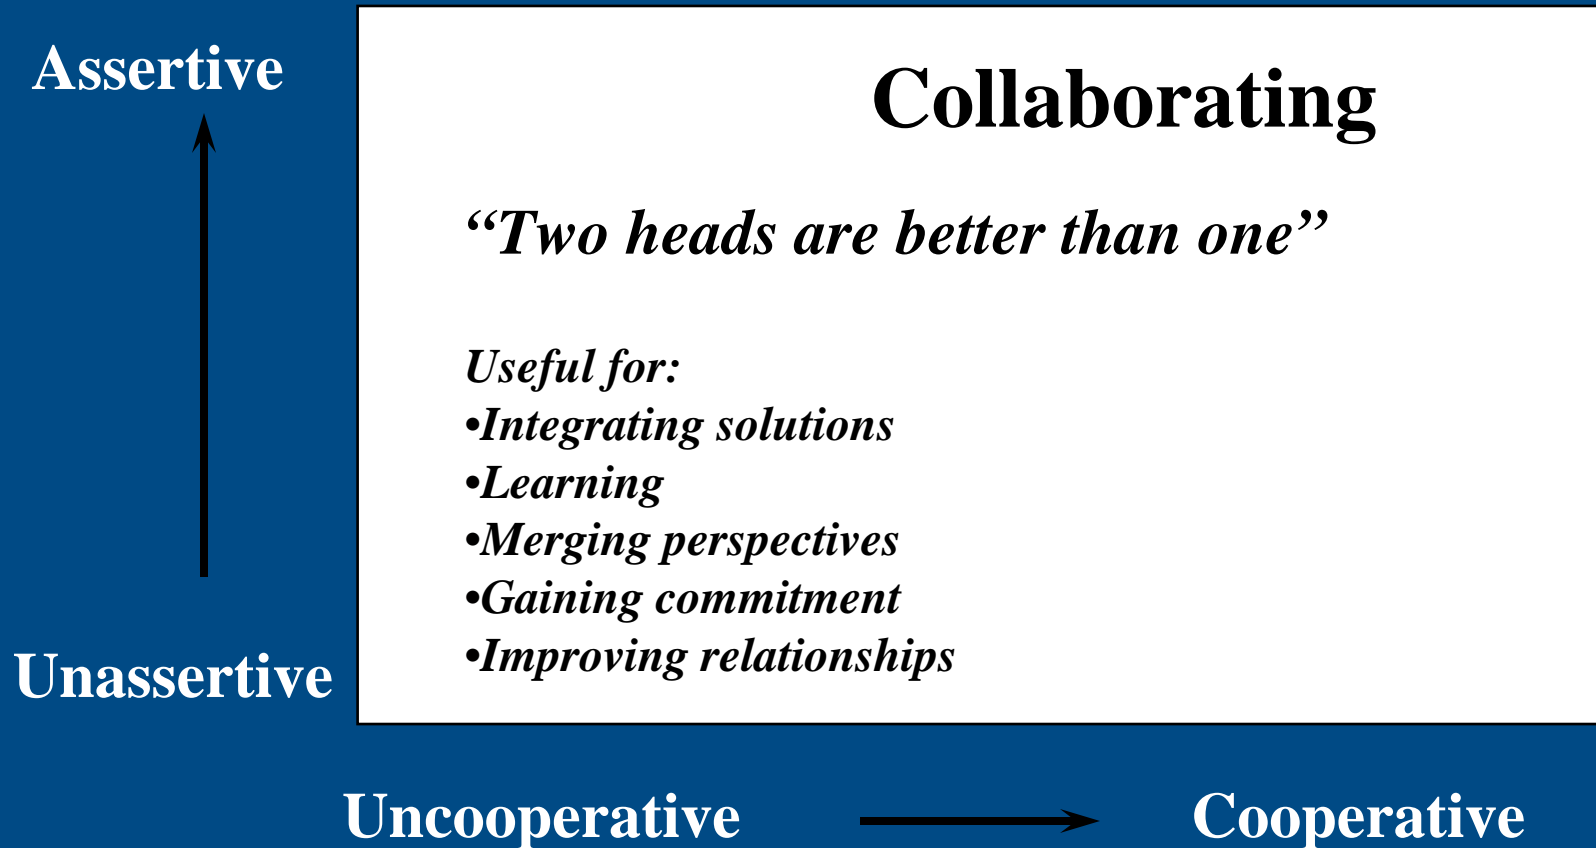 Assertive
Collaborating
“Two heads are better than one”
Useful for:
•Integrating solutions
•Learning
•Merging perspectives
•Gaining commitment
•Improving relationships
Unassertive
Uncooperative
Cooperative